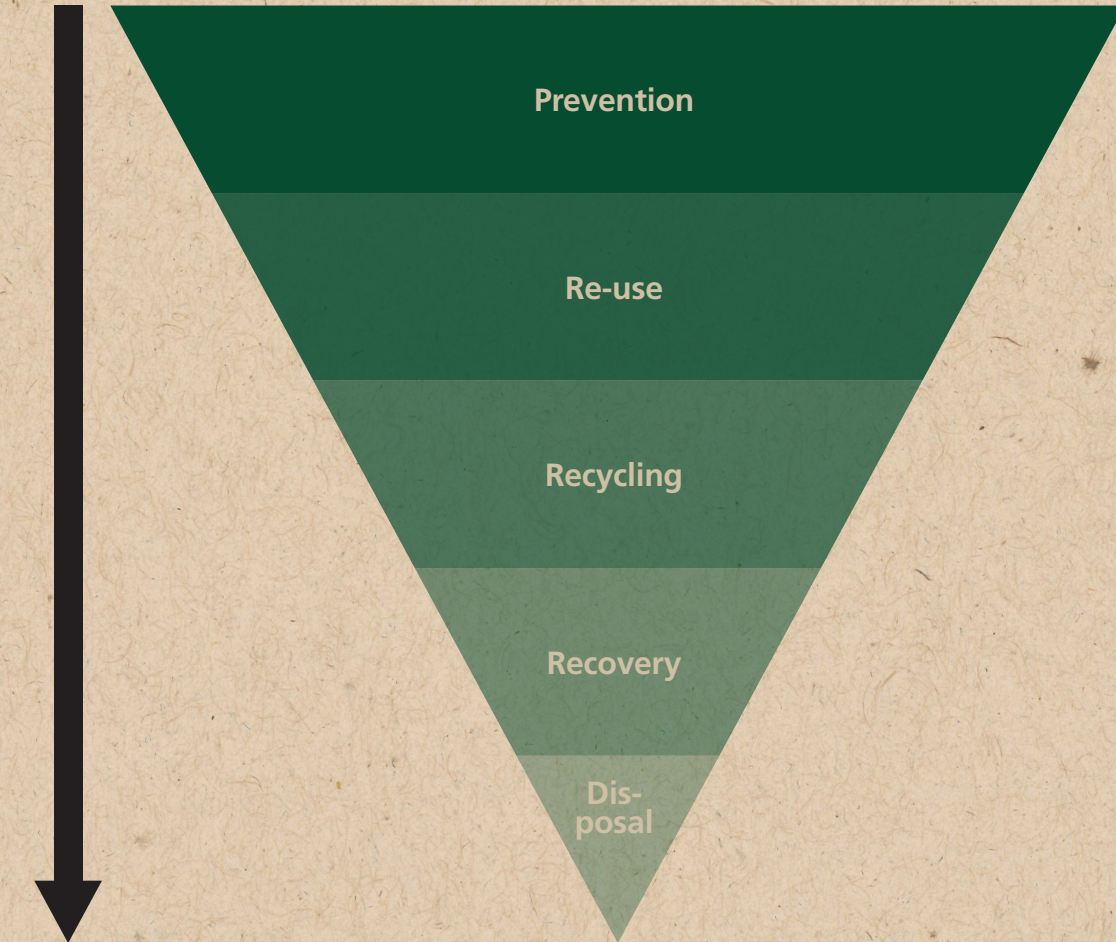 Prevention
Re-use
Recycling
Recovery
Dis-
posal